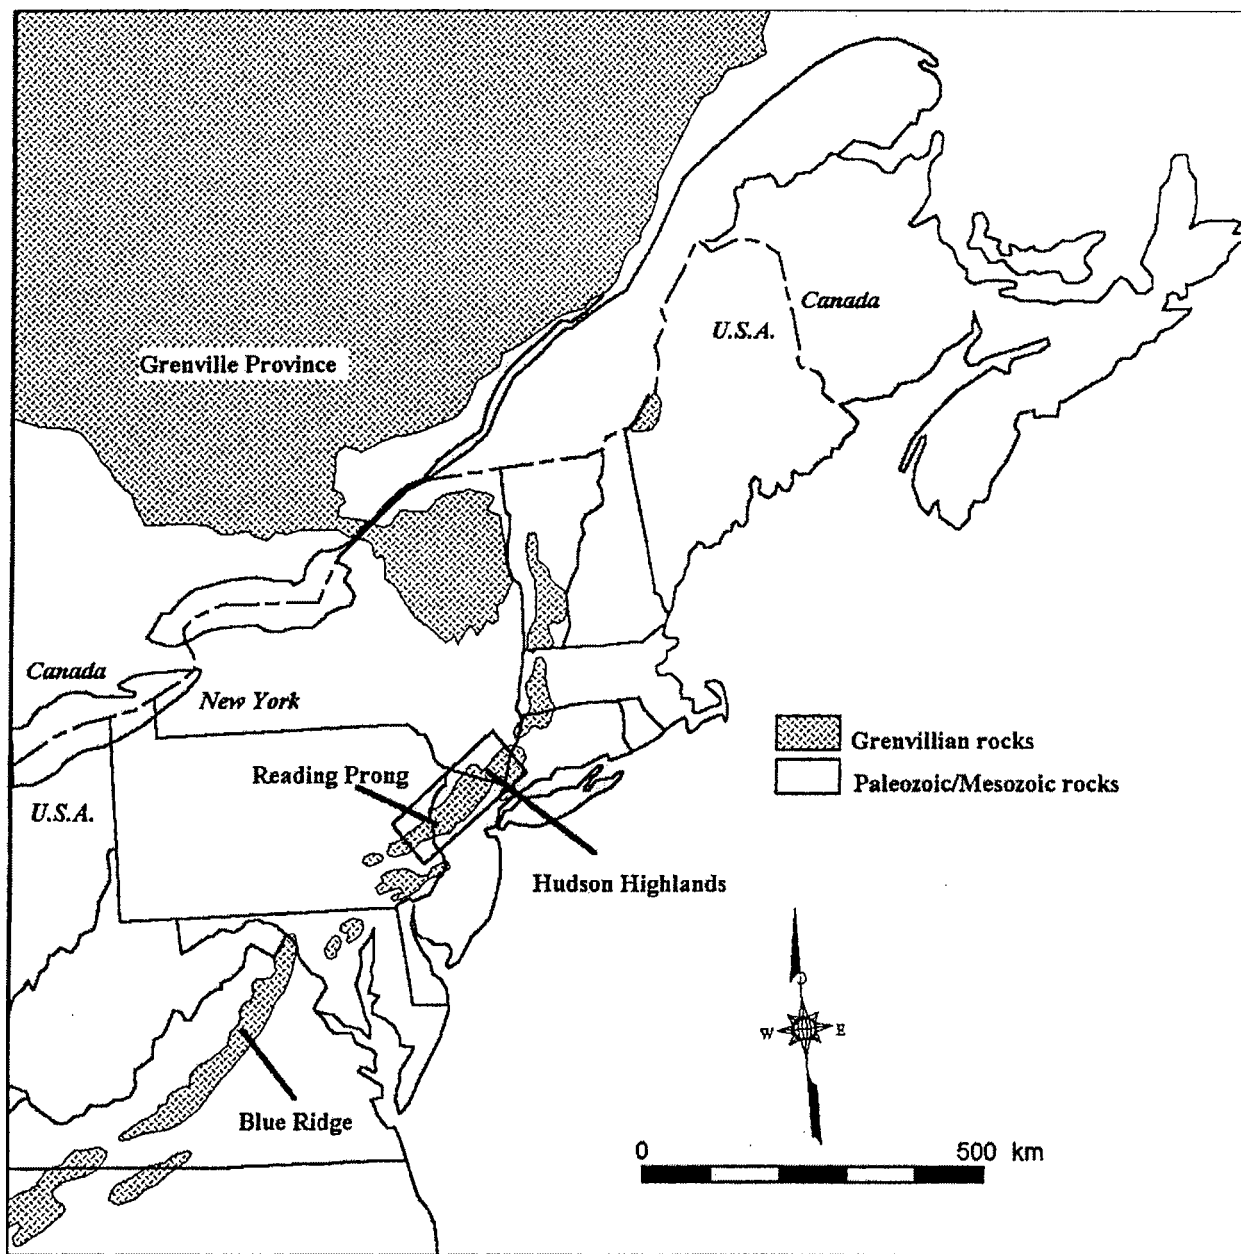 Canada
U.S.A.
Grenville Province
Canada
New York
Grenvillian rocks
Reading Prong
Paleozoic/Mesozoic rocks
U.S.A.
Hudson Highlands
W
E
Blue Ridge
0
500 km